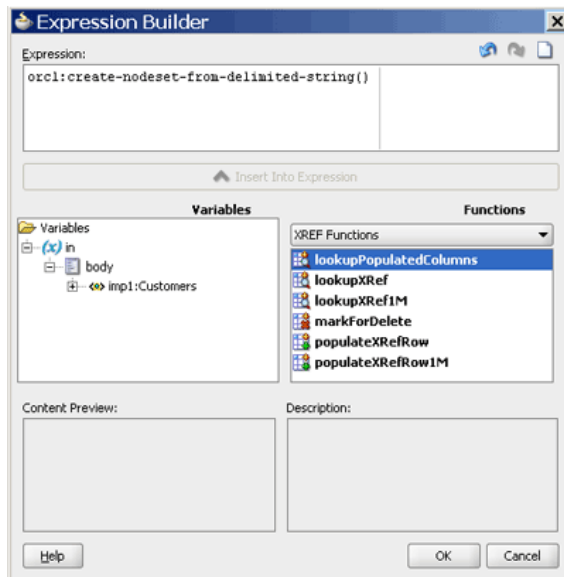 Expression Builder
Expression:
orcl:create-nodeset-from-delimited-string()
Insert Into Expression
Variables
Functions
Variables
XREF Functions
(x) in
body
imp1:Customers
lookupPopulatedColumns
lookupXRef
lookupXRef1M
markForDelete
populateXRefRow
populateXRefRow1M
Content Preview:
Description:
Help
OK
Cancel